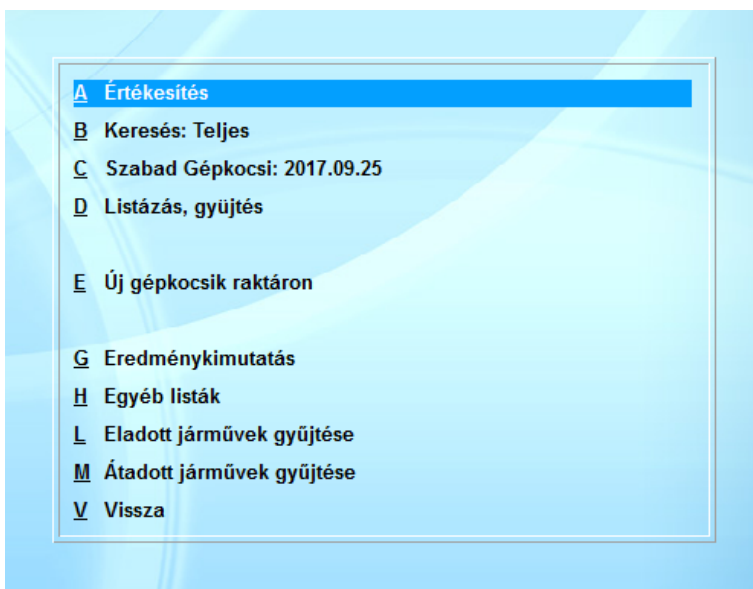 A Értékesítés
B Keresés: Teljes
C Szabad Gépkocsi: 2017.09.25
D Listázás, gyüjtés
E Új gépkocsik raktáron
G Eredménykimutatás
H Egyéb listák
L Eladott járművek gyűjtése
M Átadott járművek gyűjtése
V Vissza